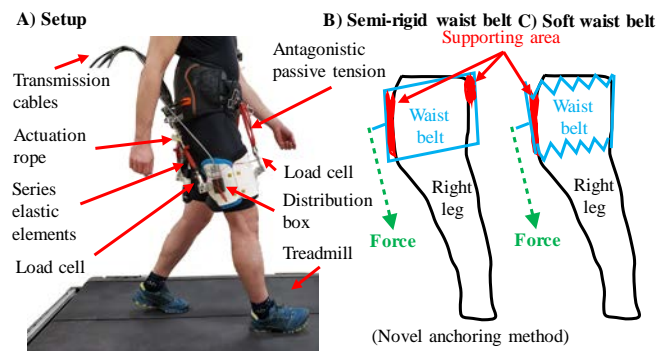 A) Setup
B) Semi-rigid waist belt
C) Soft waist belt
Transmission
cables
Antagonistic
passive tension
Actuation
rope
Series
elastic
elements
Load cell
Load cell
Distribution
box
Treadmill
Supporting area
Waist
belt
Right
leg
Force
Waist
belt
Right
leg
Force
(Novel anchoring method)